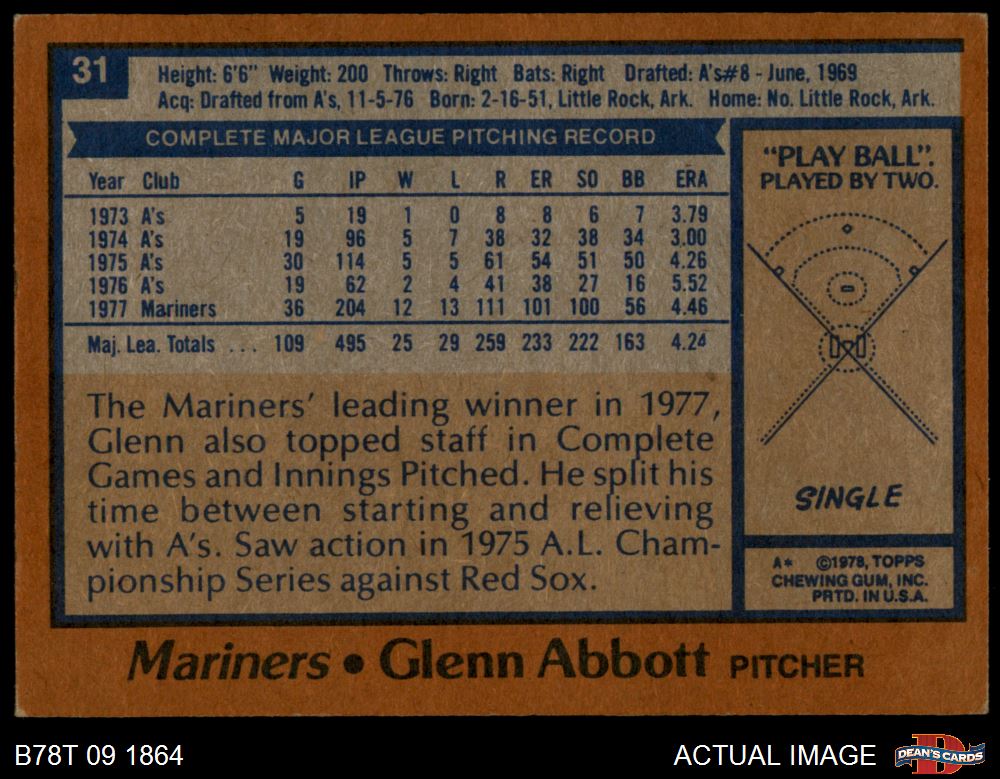 31
Height: 6'6" Weight: 200 Throws: Right Bats: Right Drafted: A's#8 - June, 1969
Acq: Drafted from A's, 11-5-76 Born: 2-16-51, Little Rock, Ark. Home: No. Little Rock, Ark.
COMPLETE MAJOR LEAGUE PITCHING RECORD
Year Club G IP W L R ER SO BB ERA
1973 A's 5 19 1 0 8 8 6 7 3.79
1974 A's 19 96 5 7 38 32 38 34 3.00
1975 A's 30 114 5 5 61 54 51 50 4.26
1976 A's 19 62 2 4 41 38 27 16 5.52
1977 Mariners 36 204 12 13 111 101 100 56 4.46
Maj. Lea. Totals ... 109 495 25 29 259 233 222 163 4.24
The Mariners' leading winner in 1977,
Glenn also topped staff in Complete
Games and Innings Pitched. He split his
time between starting and relieving
with A's. Saw action in 1975 A.L. Cham-
pionship Series against Red Sox.
"PLAY BALL".
PLAYED BY TWO.
SINGLE
A* ©1978, TOPPS
CHEWING GUM, INC.
PRTD. IN U.S.A.
Mariners • Glenn Abbott PITCHER
B78T 09 1864
ACTUAL IMAGE
DEAN'S CARDS